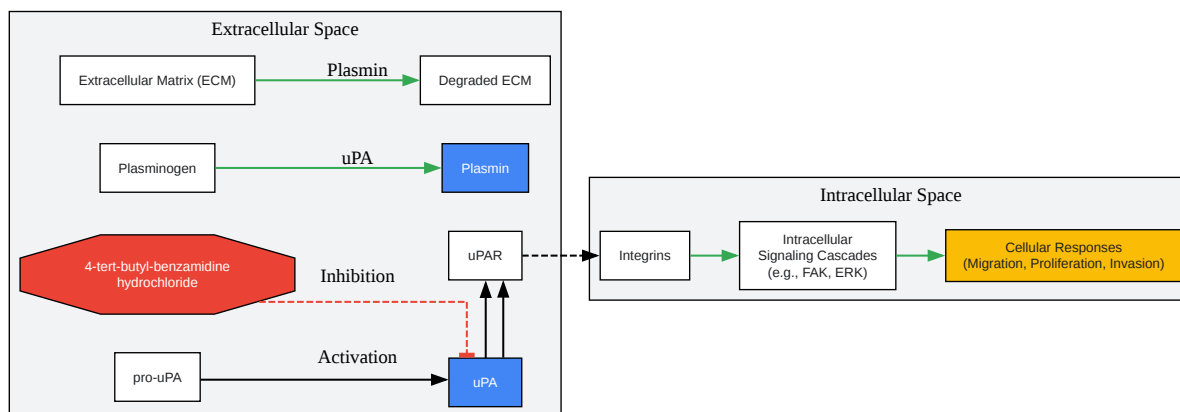 Extracellular Space
Extracellular Matrix (ECM)
Plasmin
Degraded ECM
Plasminogen
uPA
Plasmin
4-tert-butyl-benzamidine
hydrochloride
Inhibition
uPAR
pro-uPA
Activation
uPA
Intracellular Space
Integrins
Intracellular
Signaling Cascades
(e.g., FAK, ERK)
Cellular Responses
(Migration, Proliferation, Invasion)